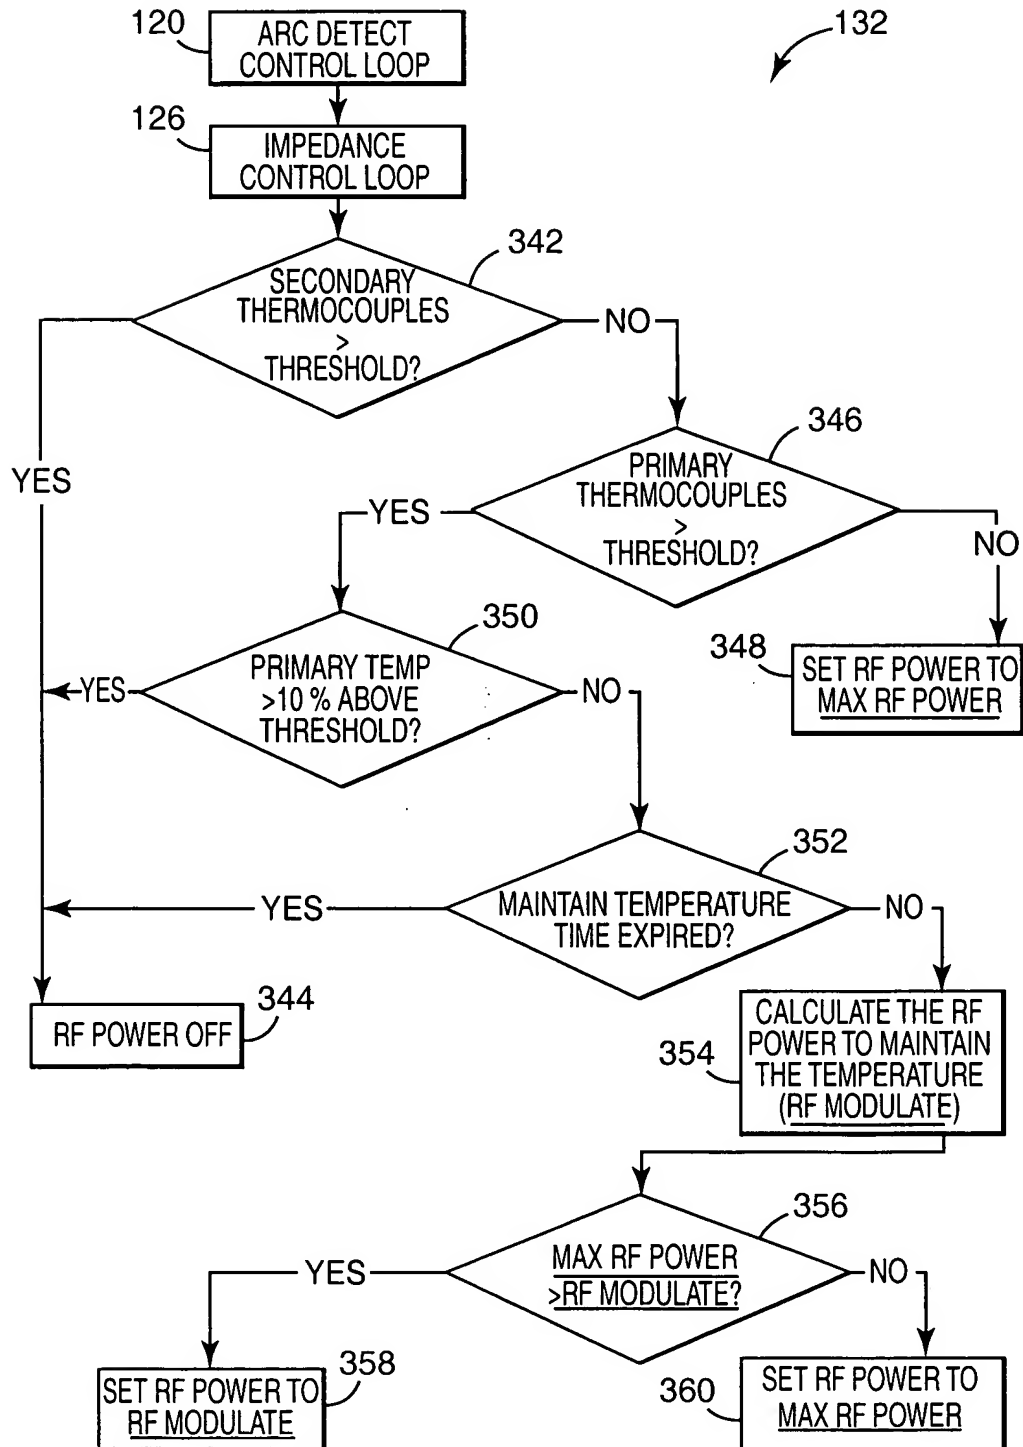 120
ARC DETECT
CONTROL LOOP
132
126
IMPEDANCE
CONTROL LOOP
342
SECONDARY
THERMOCOUPLES
>
THRESHOLD?
NO
YES
346
PRIMARY
THERMOCOUPLES
>
THRESHOLD?
YES
NO
350
PRIMARY TEMP
>10 % ABOVE
THRESHOLD?
YES
NO
348
SET RF POWER TO
MAX RF POWER
352
MAINTAIN TEMPERATURE
TIME EXPIRED?
YES
NO
344
RF POWER OFF
354
CALCULATE THE RF
POWER TO MAINTAIN
THE TEMPERATURE
(RF MODULATE)
356
MAX RF POWER
>RF MODULATE?
YES
NO
358
SET RF POWER TO
RF MODULATE
360
SET RF POWER TO
MAX RF POWER